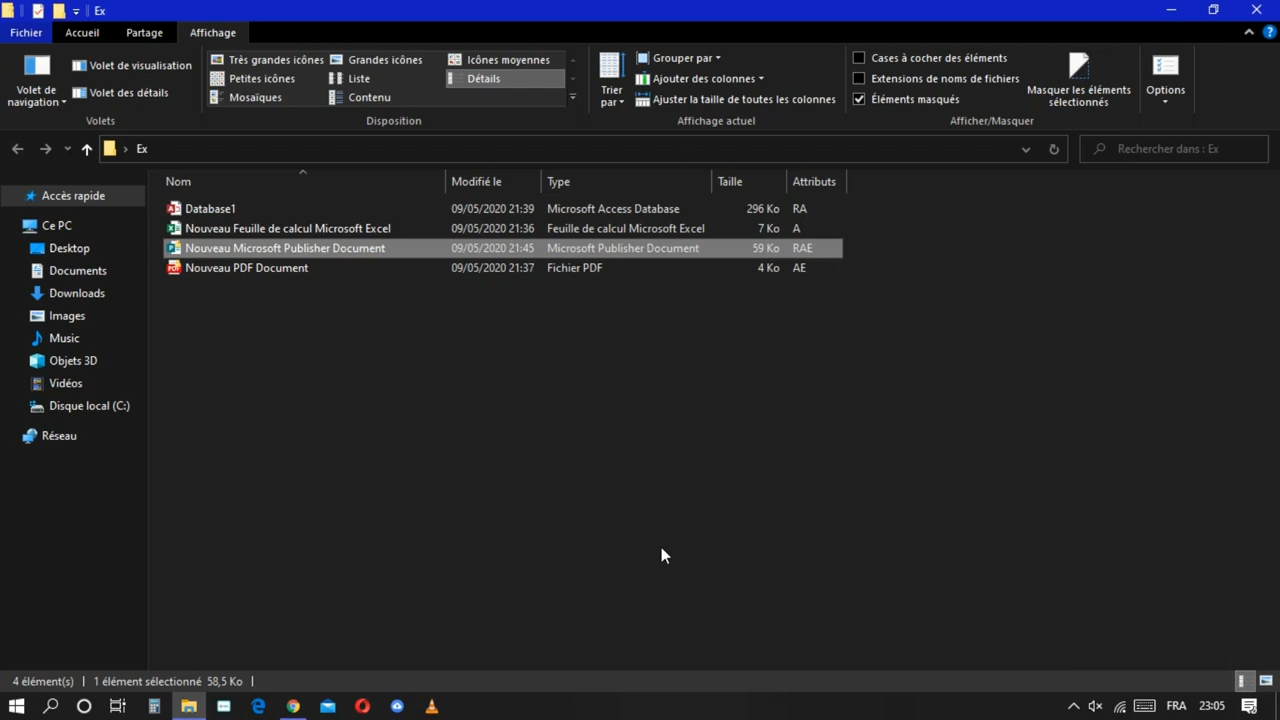 Ex
Fichier Accueil Partage Affichage
Volet de navigation
Volet de visualisation
Volet des détails
Volets
Très grandes icônes Grandes icônes Icônes moyennes
Petites icônes Liste Détails
Mosaïques Contenu
Disposition
Trier par
Grouper par
Ajouter des colonnes
Ajuster la taille de toutes les colonnes
Affichage actuel
Cases à cocher des éléments
Extensions de noms de fichiers
Éléments masqués
Masquer les éléments sélectionnés
Afficher/Masquer
Options
Ex
Rechercher dans : Ex
Nom Modifié le Type Taille Attributs
Database1 09/05/2020 21:39 Microsoft Access Database 296 Ko RA
Nouveau Feuille de calcul Microsoft Excel 09/05/2020 21:36 Feuille de calcul Microsoft Excel 7 Ko A
Nouveau Microsoft Publisher Document 09/05/2020 21:45 Microsoft Publisher Document 59 Ko RAE
Nouveau PDF Document 09/05/2020 21:37 Fichier PDF 4 Ko AE
Accès rapide
Ce PC
Desktop
Documents
Downloads
Images
Music
Objets 3D
Vidéos
Disque local (C:)
Réseau
4 élément(s) 1 élément sélectionné 58,5 Ko
FRA 23:05